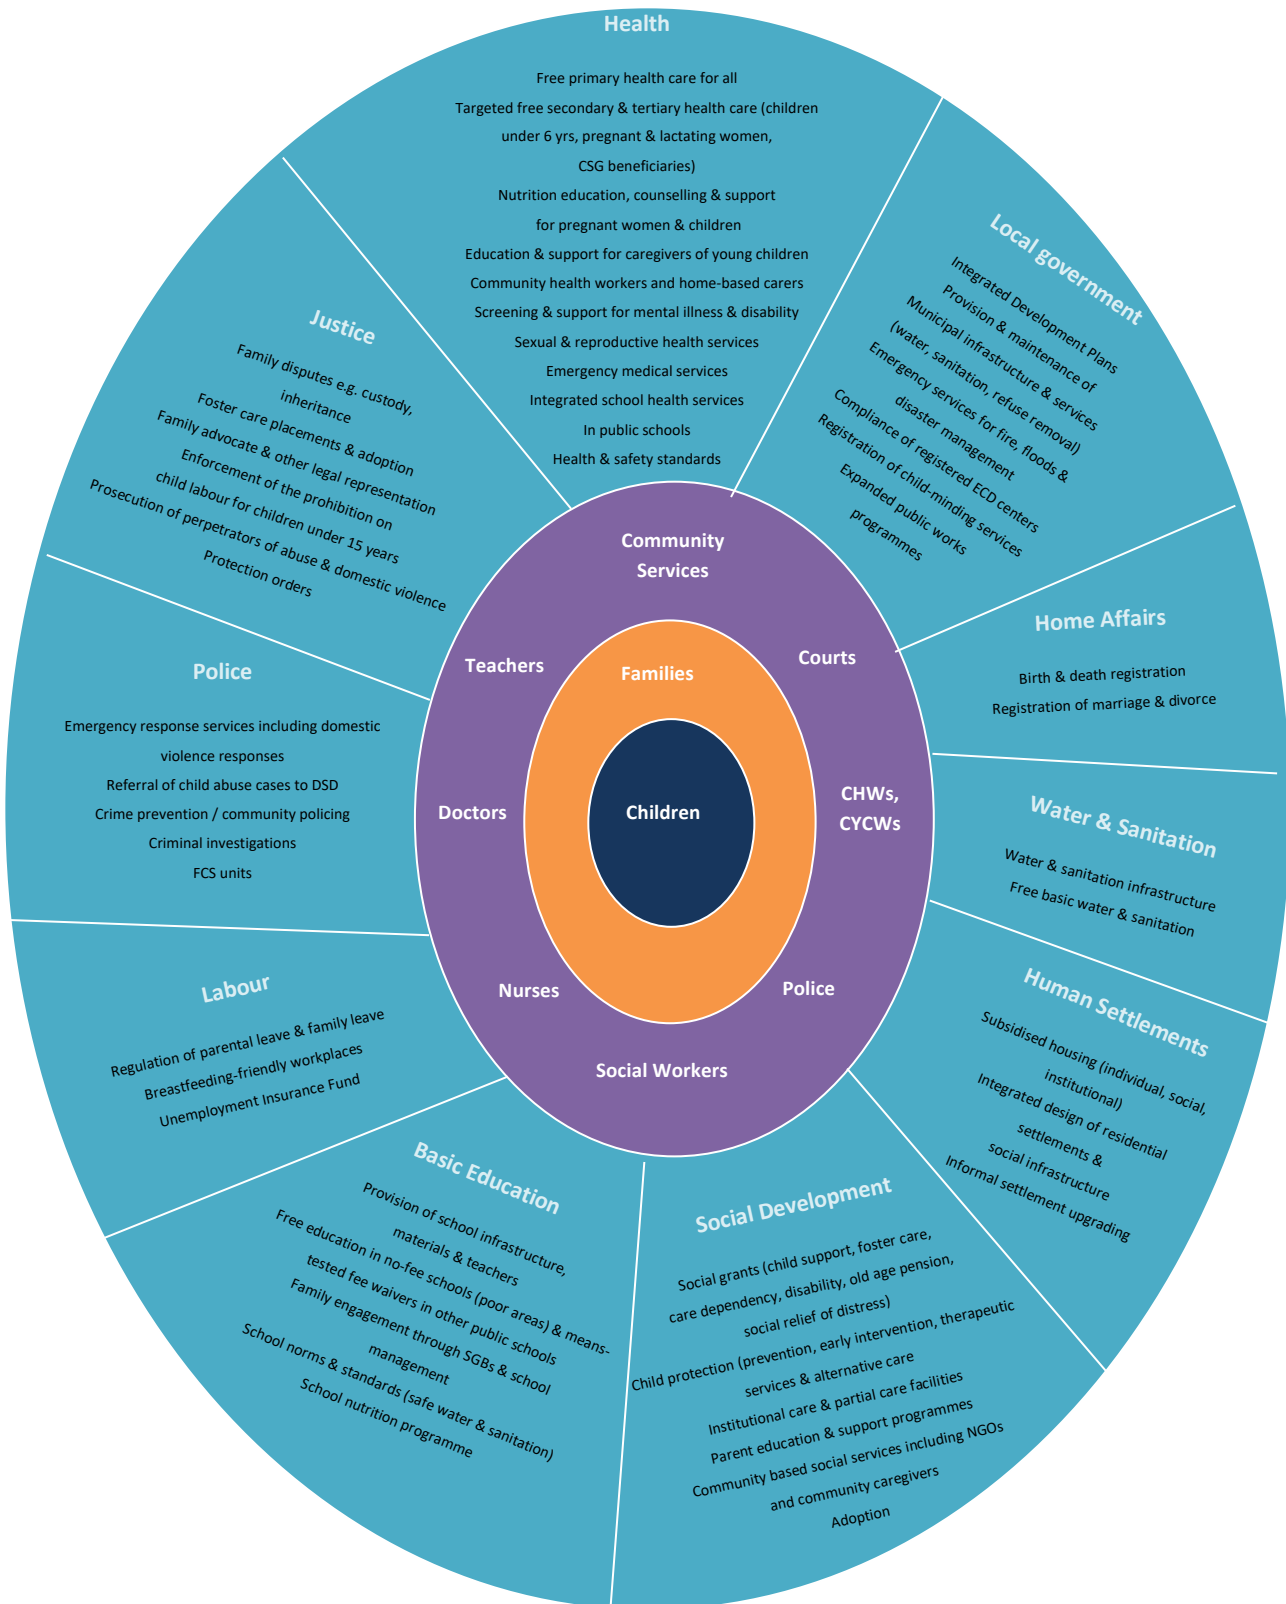 Health
Free primary health care for all
Targeted free secondary & tertiary health care (children
under 6 yrs, pregnant & lactating women,
CSG beneficiaries)
Nutrition education, counselling & support
for pregnant women & children
Education & support for caregivers of young children
Community health workers and home-based carers
Screening & support for mental illness & disability
Sexual & reproductive health services
Emergency medical services
Integrated school health services
In public schools
Health & safety standards
Local government
Integrated Development Plans
Provision & maintenance of
Municipal infrastructure & services
(water, sanitation, refuse removal)
Emergency services for fire, floods &
disaster management
Compliance of registered ECD centers
Registration of child-minding services
Expanded public works
programmes
Home Affairs
Birth & death registration
Registration of marriage & divorce
Water & Sanitation
Water & sanitation infrastructure
Free basic water & sanitation
Human Settlements
Subsidised housing (individual, social,
institutional)
Integrated design of residential
settlements &
social infrastructure
Informal settlement upgrading
Social Development
Social grants (child support, foster care,
care dependency, disability, old age pension,
social relief of distress)
Child protection (prevention, early intervention, therapeutic
services & alternative care
Institutional care & partial care facilities
Parent education & support programmes
Community based social services including NGOs
and community caregivers
Adoption
Basic Education
Provision of school infrastructure,
materials & teachers
Free education in no-fee schools (poor areas) & means-
tested fee waivers in other public schools
Family engagement through SGBs & school
management
School norms & standards (safe water & sanitation)
School nutrition programme
Labour
Regulation of parental leave & family leave
Breastfeeding-friendly workplaces
Unemployment Insurance Fund
Police
Emergency response services including domestic
violence responses
Referral of child abuse cases to DSD
Crime prevention / community policing
Criminal investigations
FCS units
Justice
Family disputes e.g. custody,
inheritance
Foster care placements & adoption
Family advocate & other legal representation
Enforcement of the prohibition on
child labour for children under 15 years
Prosecution of perpetrators of abuse & domestic violence
Protection orders
Community
Services
Teachers
Courts
Doctors
CHWs,
CYCWs
Nurses
Police
Social Workers
Families
Children